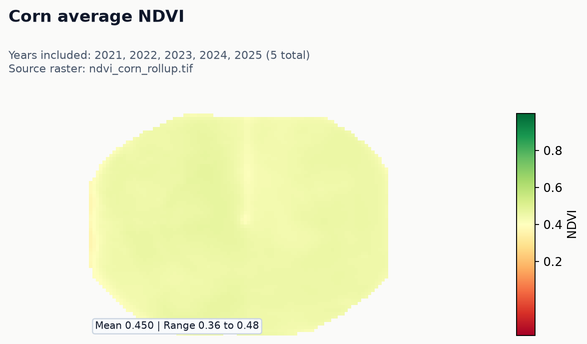 Corn average NDVI
Years included: 2021, 2022, 2023, 2024, 2025 (5 total)
Source raster: ndvi_corn_rollup.tif
0.8
0.6
0.4
0.2
NDVI
Mean 0.450 | Range 0.36 to 0.48